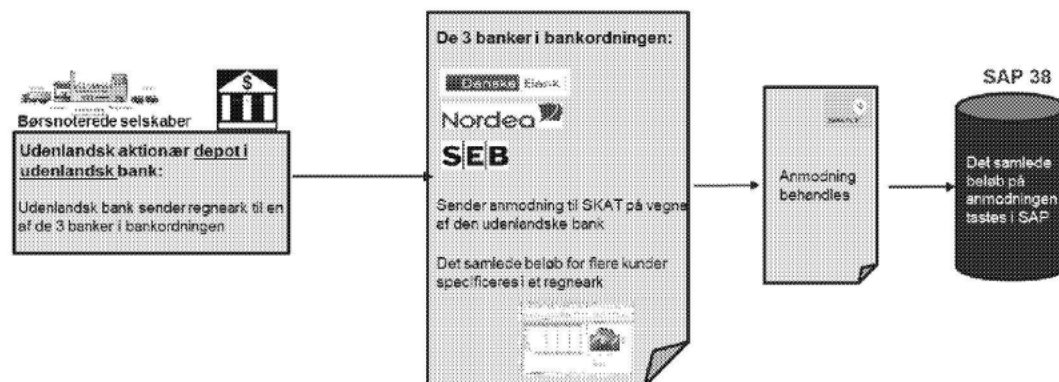 Børsnoterede selskaber
$
Udenlandsk aktionær depot i
udenlandsk bank:
Udenlandsk bank sender regneark til en
af de 3 banker i bankordningen
De 3 banker i bankordningen:
Danske Bank
Nordea
SEB
Sender anmodning til SKAT på vegne
af den udenlandske bank
Det samlede beløb for flere kunder
specificeres i et regneark
Anmodning
behandles
SAP 38
Det samlede
beløb på
anmodningen
tastes i SAP